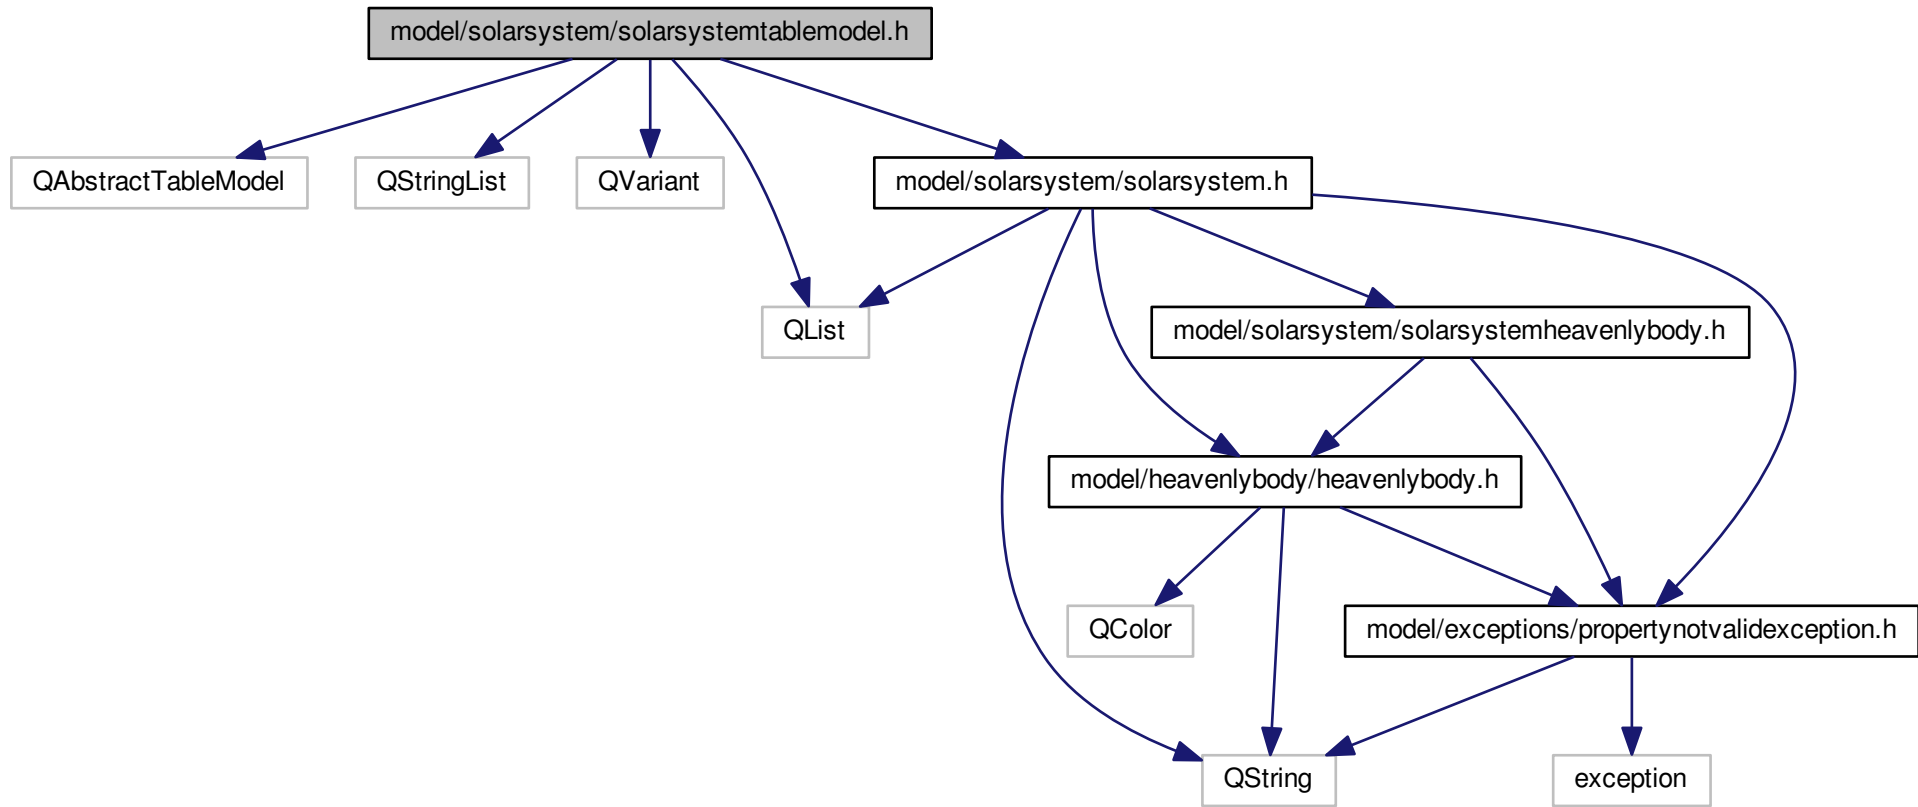 model/solarsystem/solarsystemtablemodel.h
QAbstractTableModel
QStringList
QVariant
model/solarsystem/solarsystem.h
QList
model/solarsystem/solarsystemheavenlybody.h
model/heavenlybody/heavenlybody.h
QColor
model/exceptions/propertynotvalidexception.h
QString
exception